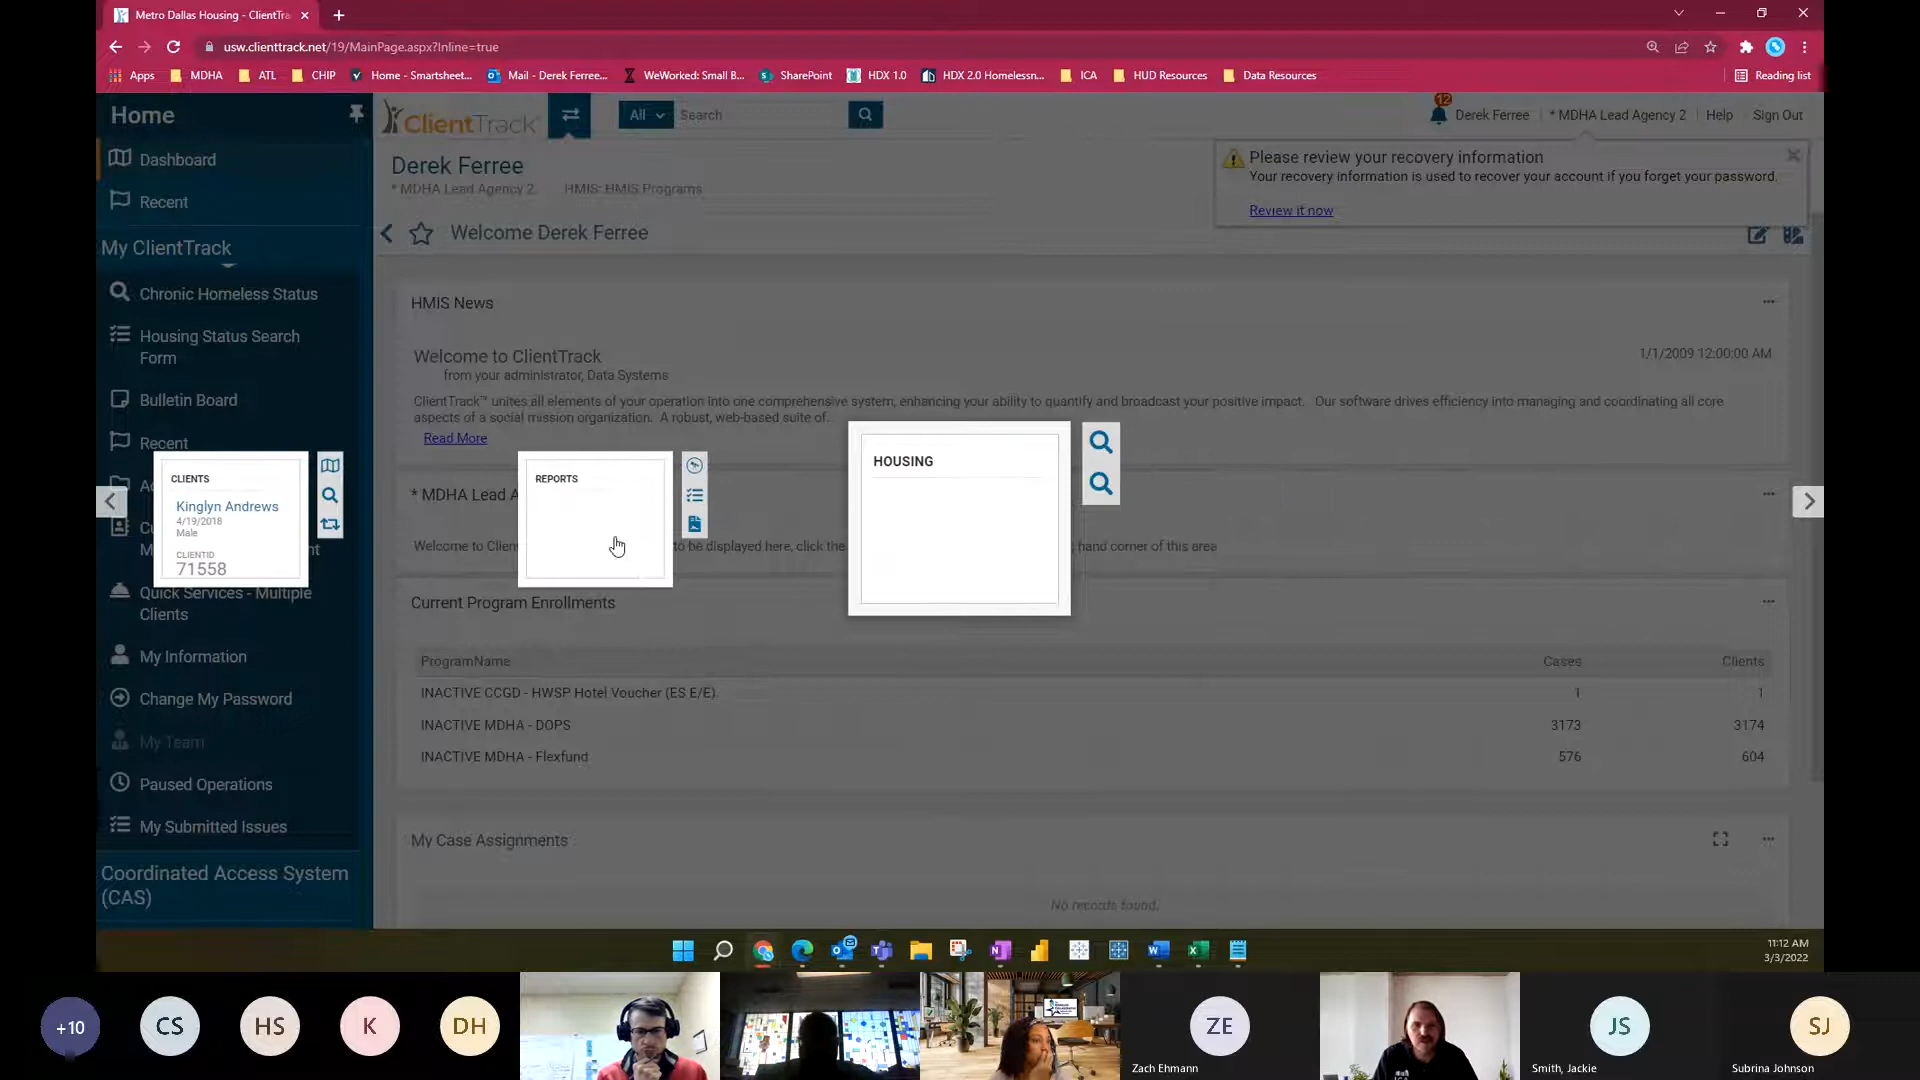 Metro Dallas Housing - ClientTra
usw.clienttrack.net/19/MainPage.aspx?Inline=true
Apps MDHA ATL CHIP Home - Smartsheet... Mail - Derek Ferree... WeWorked: Small B... SharePoint HDX 1.0 HDX 2.0 Homelessn... ICA HUD Resources Data Resources Reading list
Home
Dashboard
Recent
My ClientTrack
Chronic Homeless Status
Housing Status Search
Form
Bulletin Board
Recent
Quick Services - Multiple
Clients
My Information
Change My Password
My Team
Paused Operations
My Submitted Issues
Coordinated Access System
(CAS)
ClientTrack
All Search
12
Derek Ferree * MDHA Lead Agency 2 Help Sign Out
Derek Ferree
* MDHA Lead Agency 2 HMIS: HMIS Programs
Please review your recovery information
Your recovery information is used to recover your account if you forget your password.
Review it now
Welcome Derek Ferree
HMIS News
Welcome to ClientTrack
1/1/2009 12:00:00 AM
from your administrator, Data Systems
ClientTrack™ unites all elements of your operation into one comprehensive system, enhancing your ability to quantify and broadcast your positive impact. Our software drives efficiency into managing and coordinating all core
aspects of a social mission organization. A robust, web-based suite of.
Read More
CLIENTS
Kinglyn Andrews
4/19/2018
Male
CLIENTID
71558
REPORTS
HOUSING
* MDHA Lead A
Welcome to Clien to be displayed here, click the hand corner of this area
Current Program Enrollments
ProgramName Cases Clients
INACTIVE CCGD - HWSP Hotel Voucher (ES E/E) 1 1
INACTIVE MDHA - DOPS 3173 3174
INACTIVE MDHA - Flexfund 576 604
My Case Assignments
No records found.
11:12 AM
3/3/2022
+10 CS HS K DH ZE JS SJ
Zach Ehmann
Smith, Jackie
Subrina Johnson